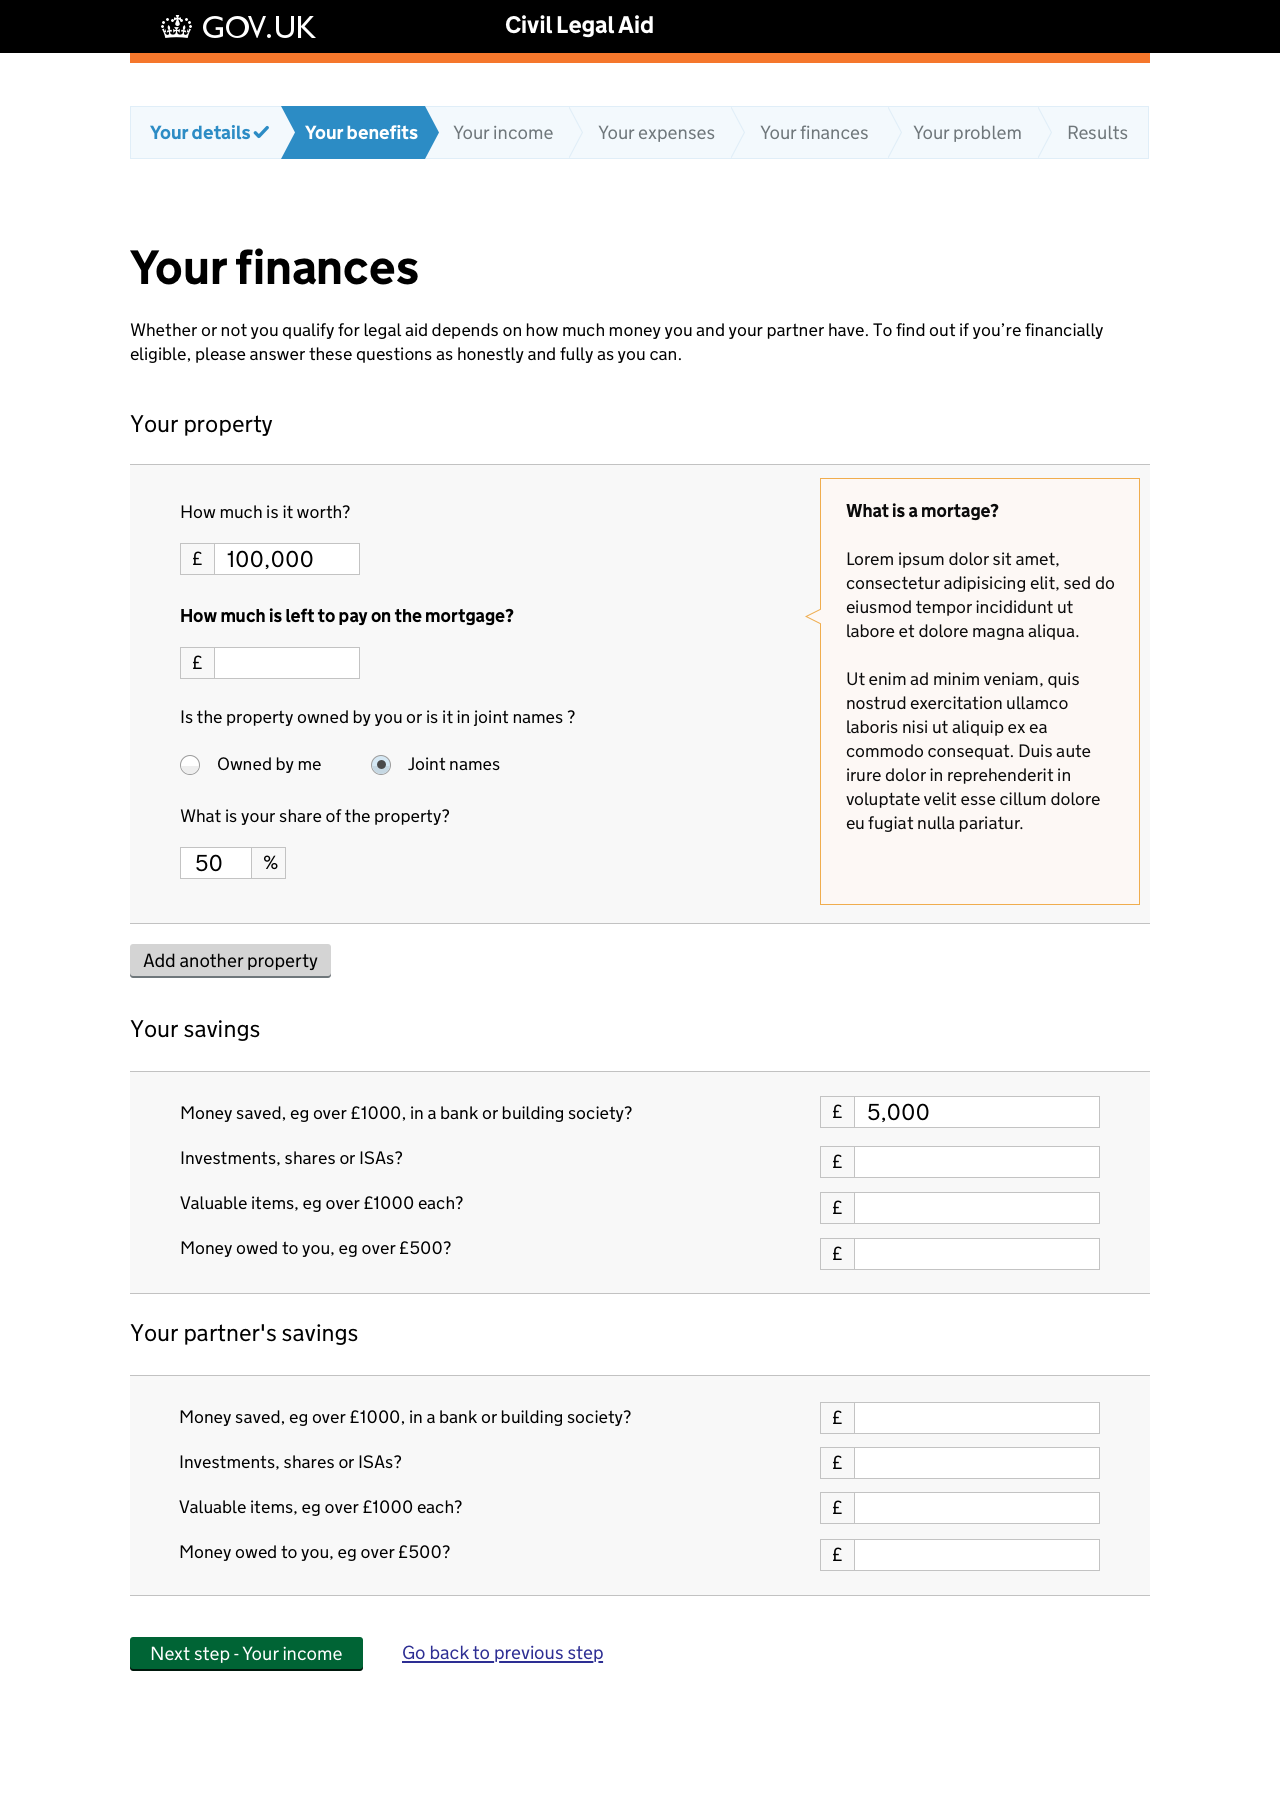 GOV.UK
Civil Legal Aid
Your details
Your benefits
Your income
Your expenses
Your finances
Your problem
Results
Your finances
Whether or not you qualify for legal aid depends on how much money you and your partner have. To find out if you’re financially
eligible, please answer these questions as honestly and fully as you can.
Your property
How much is it worth?
£ 100,000
How much is left to pay on the mortgage?
£
Is the property owned by you or is it in joint names ?
Owned by me
Joint names
What is your share of the property?
50 %
What is a mortage?
Lorem ipsum dolor sit amet,
consectetur adipisicing elit, sed do
eiusmod tempor incididunt ut
labore et dolore magna aliqua.
Ut enim ad minim veniam, quis
nostrud exercitation ullamco
laboris nisi ut aliquip ex ea
commodo consequat. Duis aute
irure dolor in reprehenderit in
voluptate velit esse cillum dolore
eu fugiat nulla pariatur.
Add another property
Your savings
Money saved, eg over £1000, in a bank or building society? £ 5,000
Investments, shares or ISAs? £
Valuable items, eg over £1000 each? £
Money owed to you, eg over £500? £
Your partner's savings
Money saved, eg over £1000, in a bank or building society? £
Investments, shares or ISAs? £
Valuable items, eg over £1000 each? £
Money owed to you, eg over £500? £
Next step - Your income
Go back to previous step